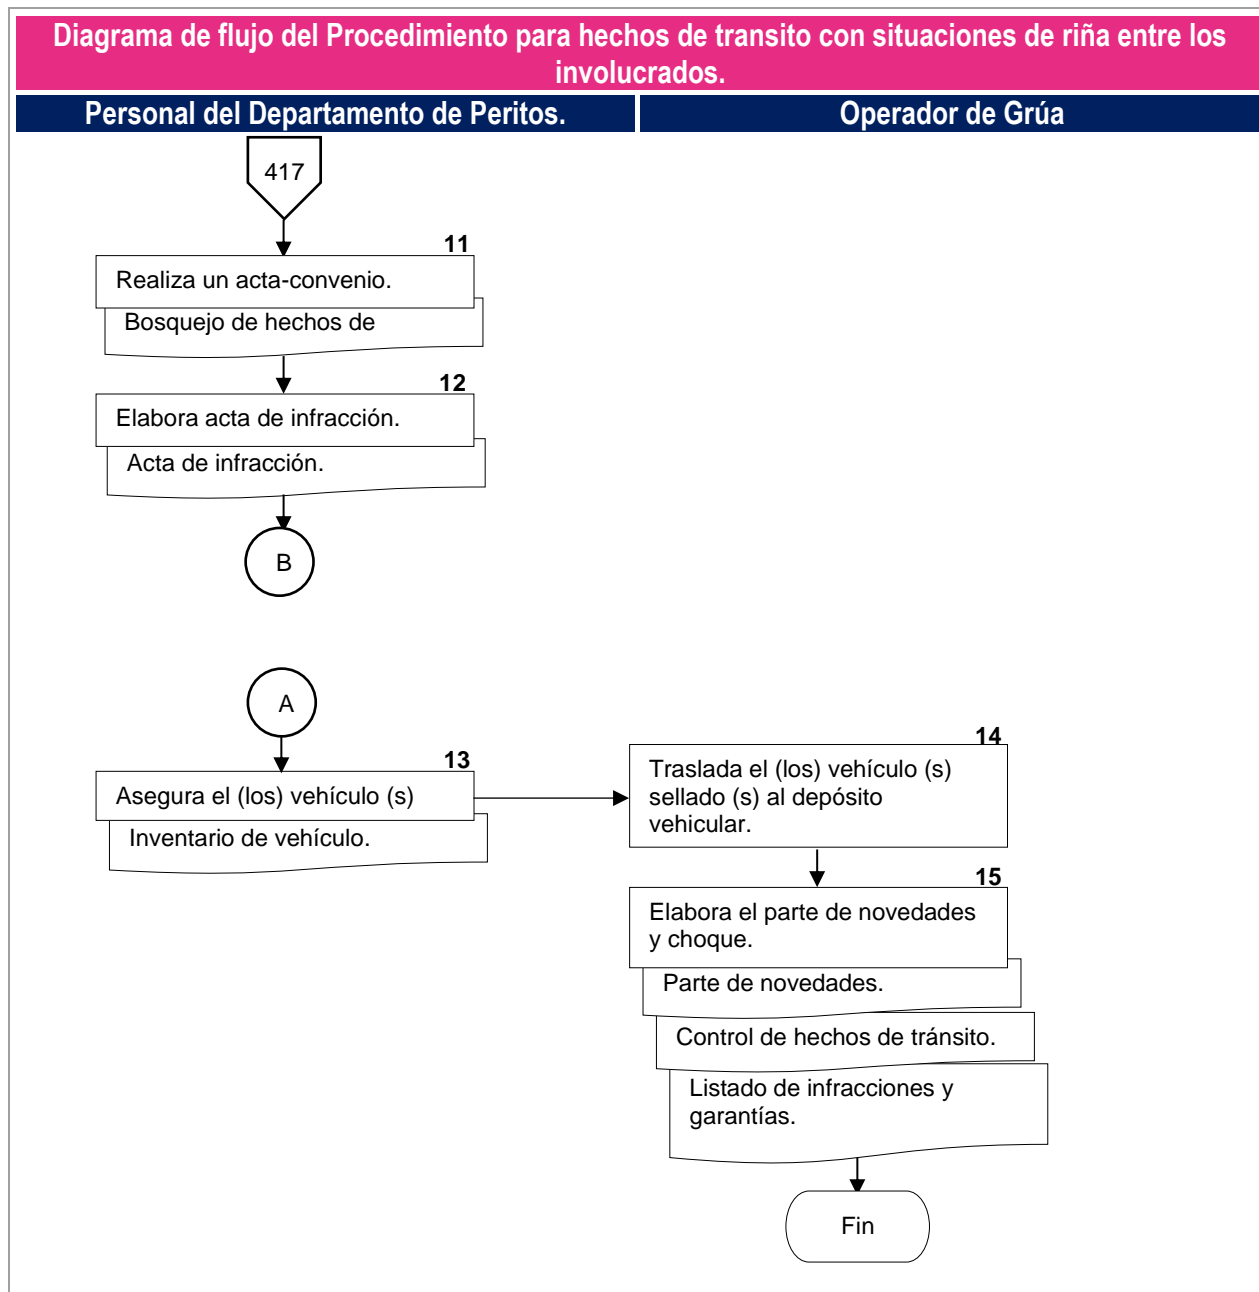 Diagrama de flujo del Procedimiento para hechos de transito con situaciones de riña entre los
involucrados.
Personal del Departamento de Peritos.
Operador de Grúa
417
11
Realiza un acta-convenio.
Bosquejo de hechos de
12
Elabora acta de infracción.
Acta de infracción.
B
A
13
Asegura el (los) vehículo (s)
Inventario de vehículo.
14
Traslada el (los) vehículo (s)
sellado (s) al depósito
vehicular.
15
Elabora el parte de novedades
y choque.
Parte de novedades.
Control de hechos de tránsito.
Listado de infracciones y
garantías.
Fin